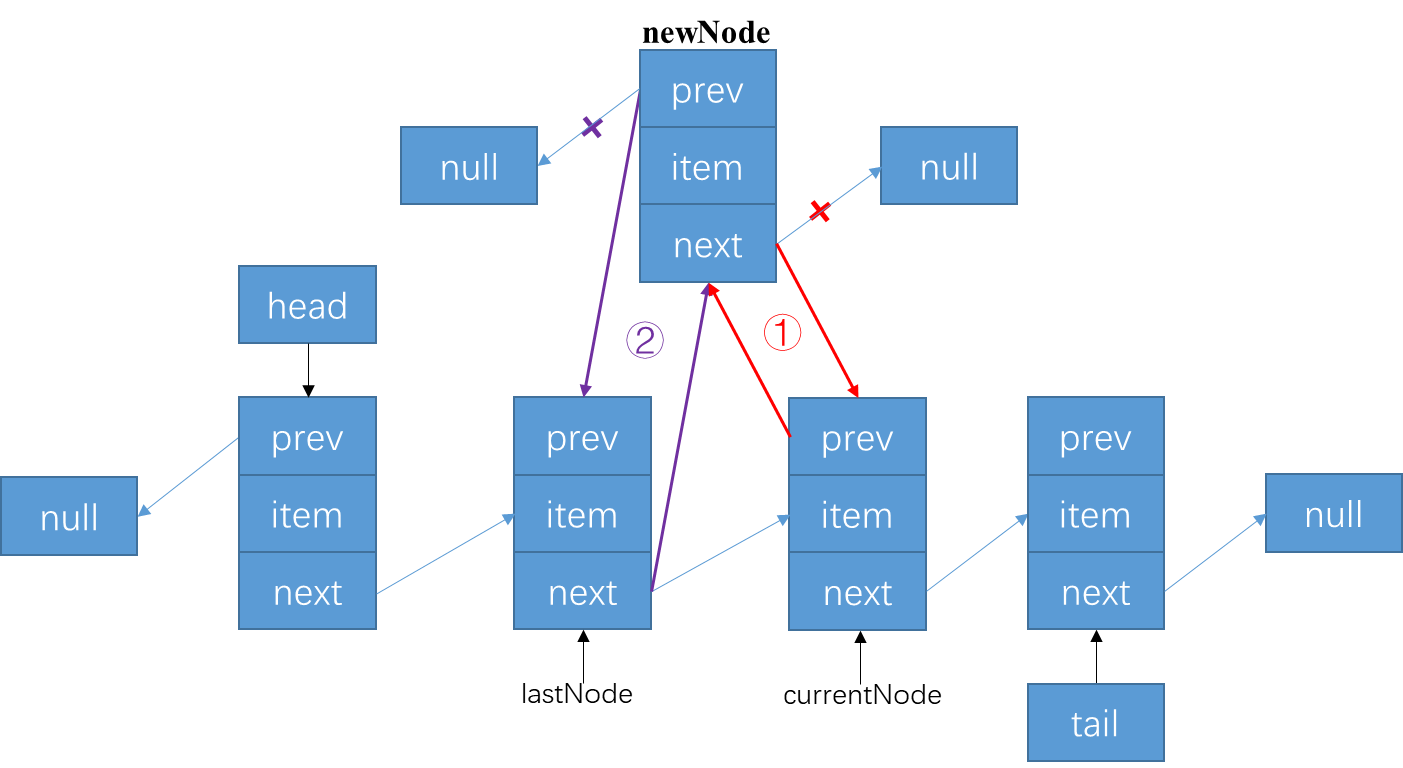 newNode
prev
null
item
null
next
head
②
①
prev
prev
prev
prev
null
item
item
item
item
null
next
next
next
next
lastNode
currentNode
tail